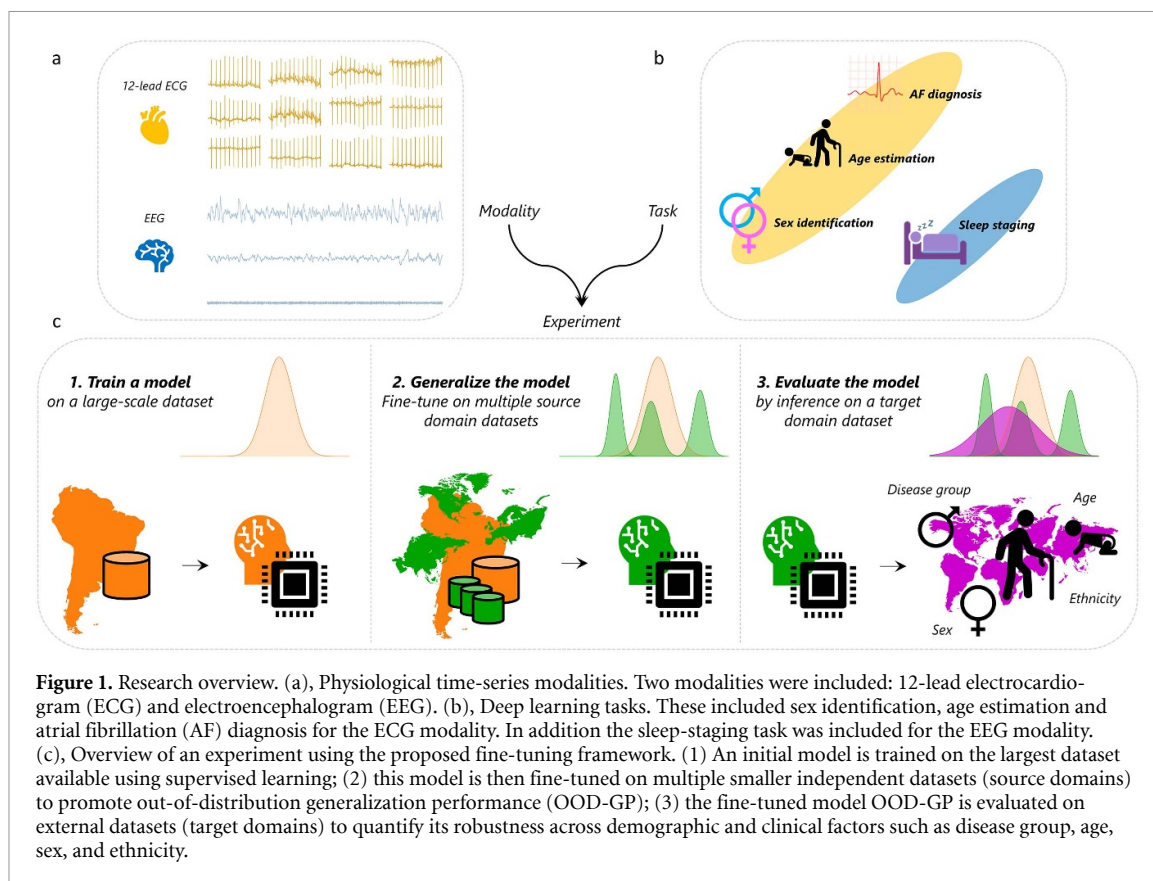 a
12-lead ECG
EEG
Modality
Task
b
AF diagnosis
Age estimation
Sex identification
zzZ
Sleep staging
Experiment
c
1. Train a model
on a large-scale dataset
2. Generalize the model
Fine-tune on multiple source
domain datasets
3. Evaluate the model
by inference on a target
domain dataset
Disease group
Age
Ethnicity
Sex
Figure 1. Research overview. (a), Physiological time-series modalities. Two modalities were included: 12-lead electrocardio-
gram (ECG) and electroencephalogram (EEG). (b), Deep learning tasks. These included sex identification, age estimation and
atrial fibrillation (AF) diagnosis for the ECG modality. In addition the sleep-staging task was included for the EEG modality.
(c), Overview of an experiment using the proposed fine-tuning framework. (1) An initial model is trained on the largest dataset
available using supervised learning; (2) this model is then fine-tuned on multiple smaller independent datasets (source domains)
to promote out-of-distribution generalization performance (OOD-GP); (3) the fine-tuned model OOD-GP is evaluated on
external datasets (target domains) to quantify its robustness across demographic and clinical factors such as disease group, age,
sex, and ethnicity.